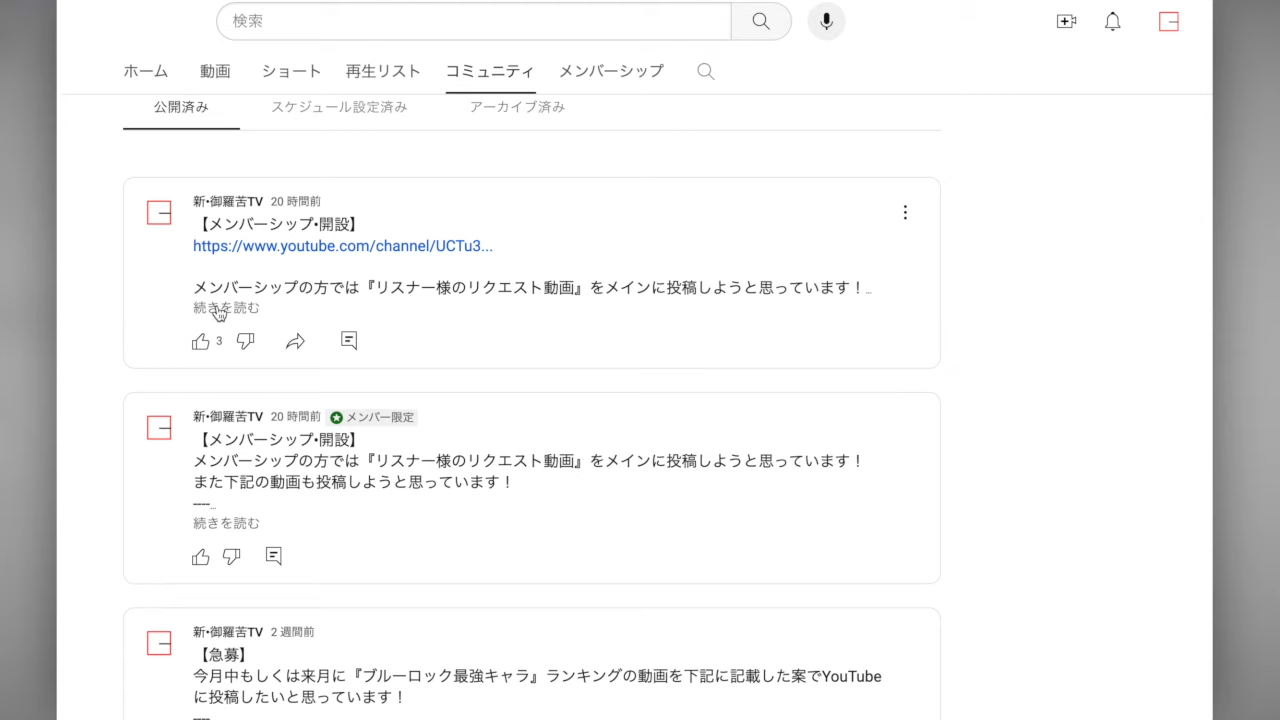 検索
ホーム 動画 ショート 再生リスト コミュニティ メンバーシップ
公開済み スケジュール設定済み アーカイブ済み
新・御羅苦TV 20 時間前
【メンバーシップ・開設】
https://www.youtube.com/channel/UCTu3...
メンバーシップの方では『リスナー様のリクエスト動画』をメインに投稿しようと思っています！...
続きを読む
3
新・御羅苦TV 20 時間前 メンバー限定
【メンバーシップ・開設】
メンバーシップの方では『リスナー様のリクエスト動画』をメインに投稿しようと思っています！
また下記の動画も投稿しようと思っています！
----...
続きを読む
新・御羅苦TV 2 週間前
【急募】
今月中もしくは来月に『ブルーロック最強キャラ』ランキングの動画を下記に記載した案でYouTube
に投稿したいと思っています！
----